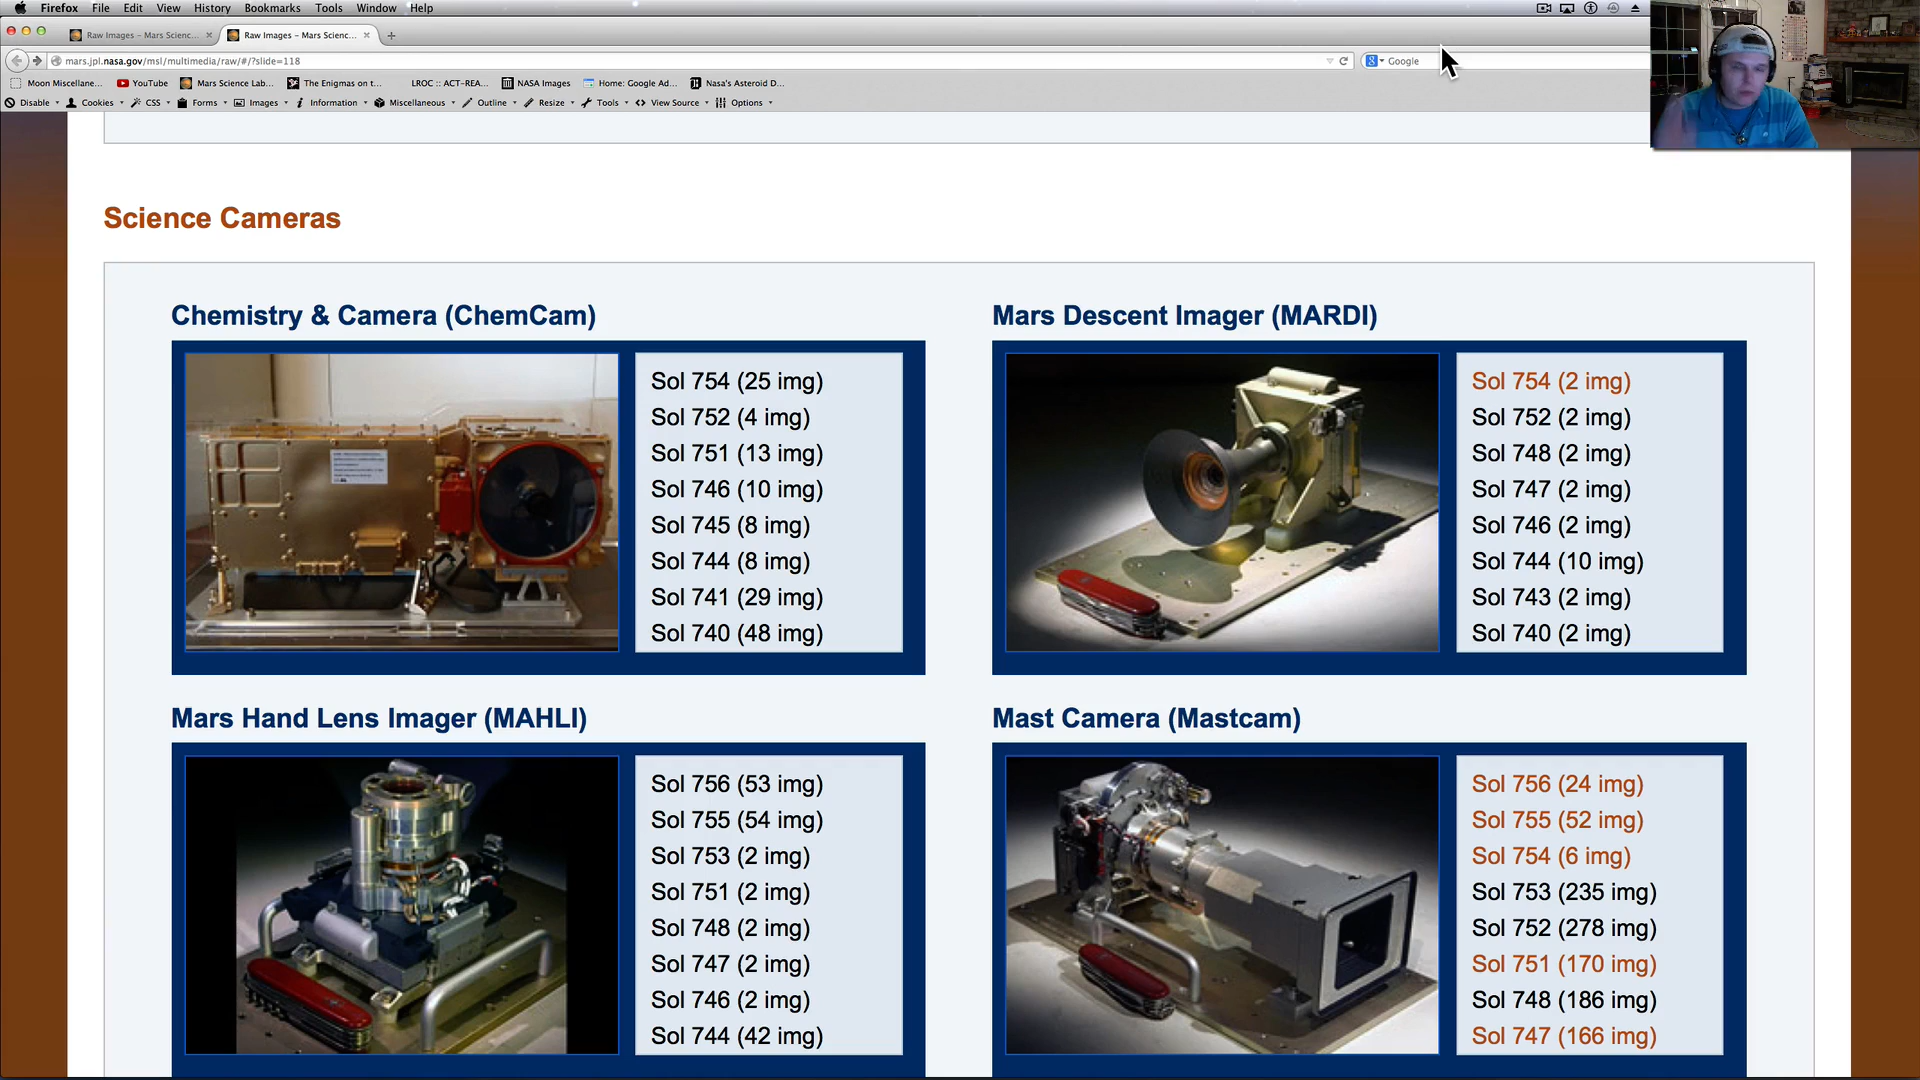 Firefox File Edit View History Bookmarks Tools Window Help
Raw Images – Mars Scienc... Raw Images – Mars Scienc...
mars.jpl.nasa.gov/msl/multimedia/raw/#/?slide=118
Google
Moon Miscellane... YouTube Mars Science Lab... The Enigmas on t... LROC :: ACT-REA... NASA Images Home: Google Ad... Nasa's Asteroid D...
Disable Cookies CSS Forms Images Information Miscellaneous Outline Resize Tools View Source Options
Science Cameras
Chemistry & Camera (ChemCam)
Sol 754 (25 img)
Sol 752 (4 img)
Sol 751 (13 img)
Sol 746 (10 img)
Sol 745 (8 img)
Sol 744 (8 img)
Sol 741 (29 img)
Sol 740 (48 img)
Mars Descent Imager (MARDI)
Sol 754 (2 img)
Sol 752 (2 img)
Sol 748 (2 img)
Sol 747 (2 img)
Sol 746 (2 img)
Sol 744 (10 img)
Sol 743 (2 img)
Sol 740 (2 img)
Mars Hand Lens Imager (MAHLI)
Sol 756 (53 img)
Sol 755 (54 img)
Sol 753 (2 img)
Sol 751 (2 img)
Sol 748 (2 img)
Sol 747 (2 img)
Sol 746 (2 img)
Sol 744 (42 img)
Mast Camera (Mastcam)
Sol 756 (24 img)
Sol 755 (52 img)
Sol 754 (6 img)
Sol 753 (235 img)
Sol 752 (278 img)
Sol 751 (170 img)
Sol 748 (186 img)
Sol 747 (166 img)